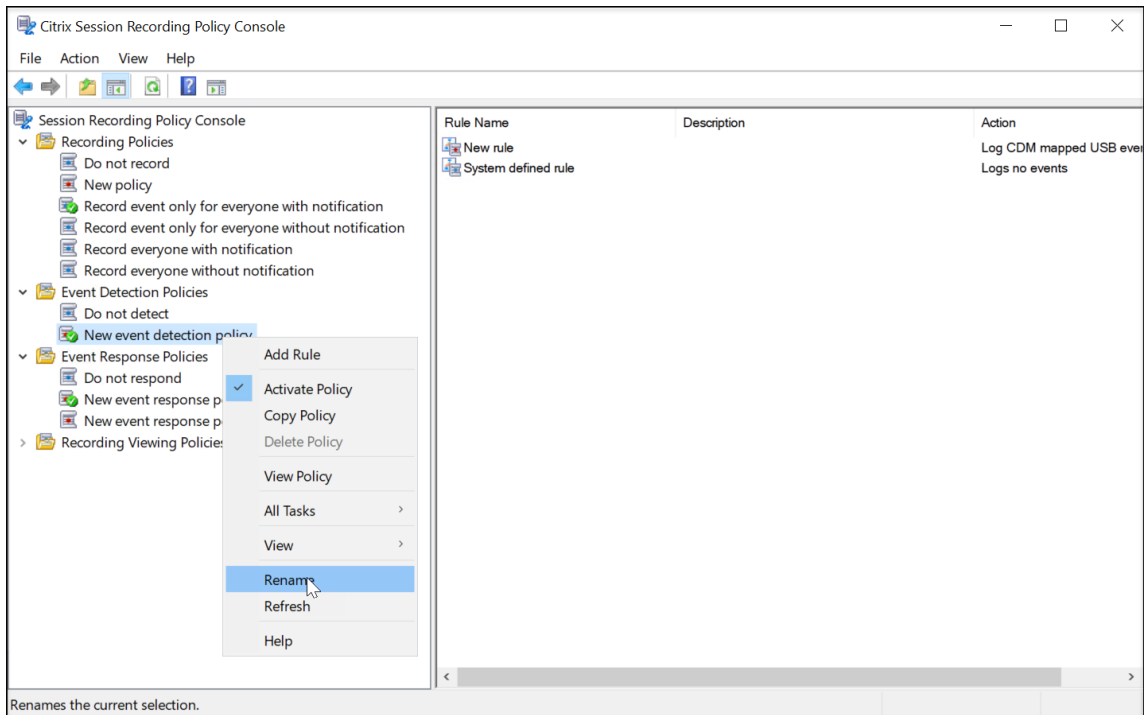 Citrix Session Recording Policy Console
File Action View Help
Session Recording Policy Console
Recording Policies
Do not record
New policy
Record event only for everyone with notification
Record event only for everyone without notification
Record everyone with notification
Record everyone without notification
Event Detection Policies
Do not detect
New event detection policy
Event Response Policies
Do not respond
New event response p
New event response p
Recording Viewing Policies
Add Rule
Activate Policy
Copy Policy
Delete Policy
View Policy
All Tasks
View
Rename
Refresh
Help
Rule Name Description Action
New rule Log CDM mapped USB eve
System defined rule Logs no events
Renames the current selection.